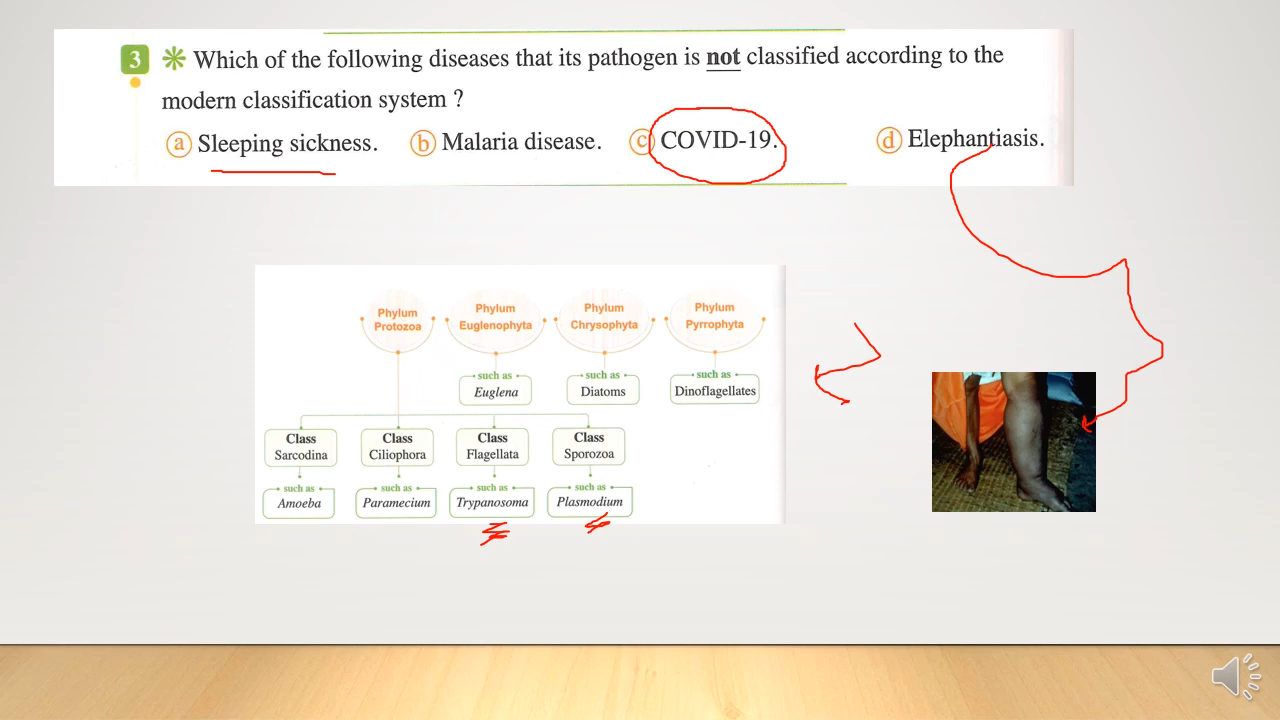 3 Which of the following diseases that its pathogen is not classified according to the
modern classification system ?
a Sleeping sickness. b Malaria disease. c COVID-19. d Elephantiasis.
Phylum Protozoa
Phylum Euglenophyta
Phylum Chrysophyta
Phylum Pyrrophyta
such as
Euglena
such as
Diatoms
such as
Dinoflagellates
Class
Sarcodina
Class
Ciliophora
Class
Flagellata
Class
Sporozoa
such as
Amoeba
such as
Paramecium
such as
Trypanosoma
such as
Plasmodium